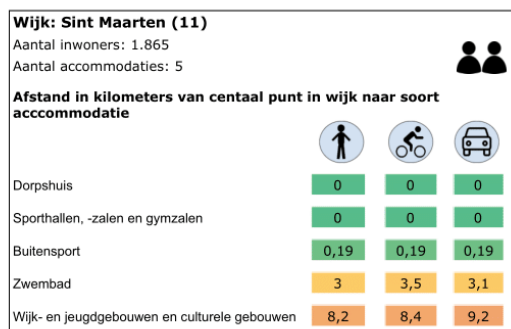 Wijk: Sint Maarten (11)
Aantal inwoners: 1.865
Aantal accommodaties: 5
Afstand in kilometers van centaal punt in wijk naar soort
acccommodatie
Dorpshuis 0 0 0
Sporthallen, -zalen en gymzalen 0 0 0
Buitensport 0,19 0,19 0,19
Zwembad 3 3,5 3,1
Wijk- en jeugdgebouwen en culturele gebouwen 8,2 8,4 9,2